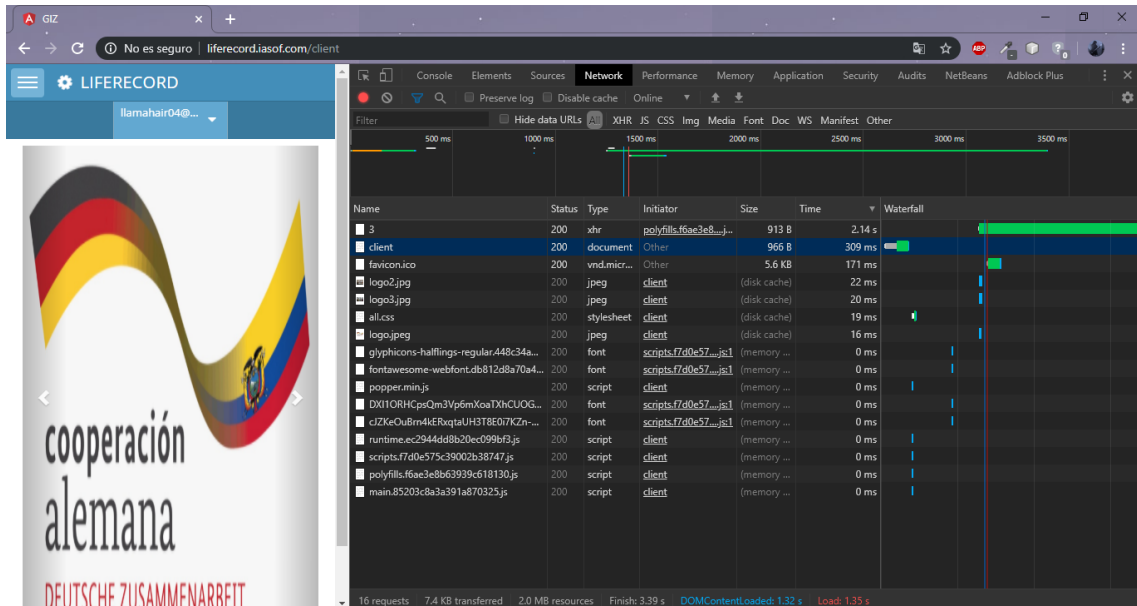 GIZ
No es seguro | liferecord.iasof.com/client
LIFERECORD
llamahair04@...
cooperación
alemana
DEUTSCHE ZUSAMMENARBEIT
Console Elements Sources Network Performance Memory Application Security Audits NetBeans Adblock Plus
Preserve log Disable cache Online
Filter Hide data URLs All XHR JS CSS Img Media Font Doc WS Manifest Other
500 ms 1000 ms 1500 ms 2000 ms 2500 ms 3000 ms 3500 ms
Name Status Type Initiator Size Time Waterfall
3 200 xhr polyfills.f6ae3e8....j... 913 B 2.14 s
client 200 document Other 966 B 309 ms
favicon.ico 200 vnd.micr... Other 5.6 KB 171 ms
logo2.jpg 200 jpeg client (disk cache) 22 ms
logo3.jpg 200 jpeg client (disk cache) 20 ms
all.css 200 stylesheet client (disk cache) 19 ms
logo.jpeg 200 jpeg client (disk cache) 16 ms
glyphicons-halflings-regular.448c34a... 200 font scripts.f7d0e57....js:1 (memory ... 0 ms
fontawesome-webfont.db812d8a70a4... 200 font scripts.f7d0e57....js:1 (memory ... 0 ms
popper.min.js 200 script client (memory ... 0 ms
DXI1ORHCpsQm3Vp6mXoaTXhCUOG... 200 font scripts.f7d0e57....js:1 (memory ... 0 ms
cJZKeOuBrn4kERxqtaUH3T8E0i7KZn-... 200 font scripts.f7d0e57....js:1 (memory ... 0 ms
runtime.ec2944dd8b20ec099bf3.js 200 script client (memory ... 0 ms
scripts.f7d0e575c39002b38747.js 200 script client (memory ... 0 ms
polyfills.f6ae3e8b63939c618130.js 200 script client (memory ... 0 ms
main.85203c8a3a391a870325.js 200 script client (memory ... 0 ms
16 requests 7.4 KB transferred 2.0 MB resources Finish: 3.39 s DOMContentLoaded: 1.32 s Load: 1.35 s